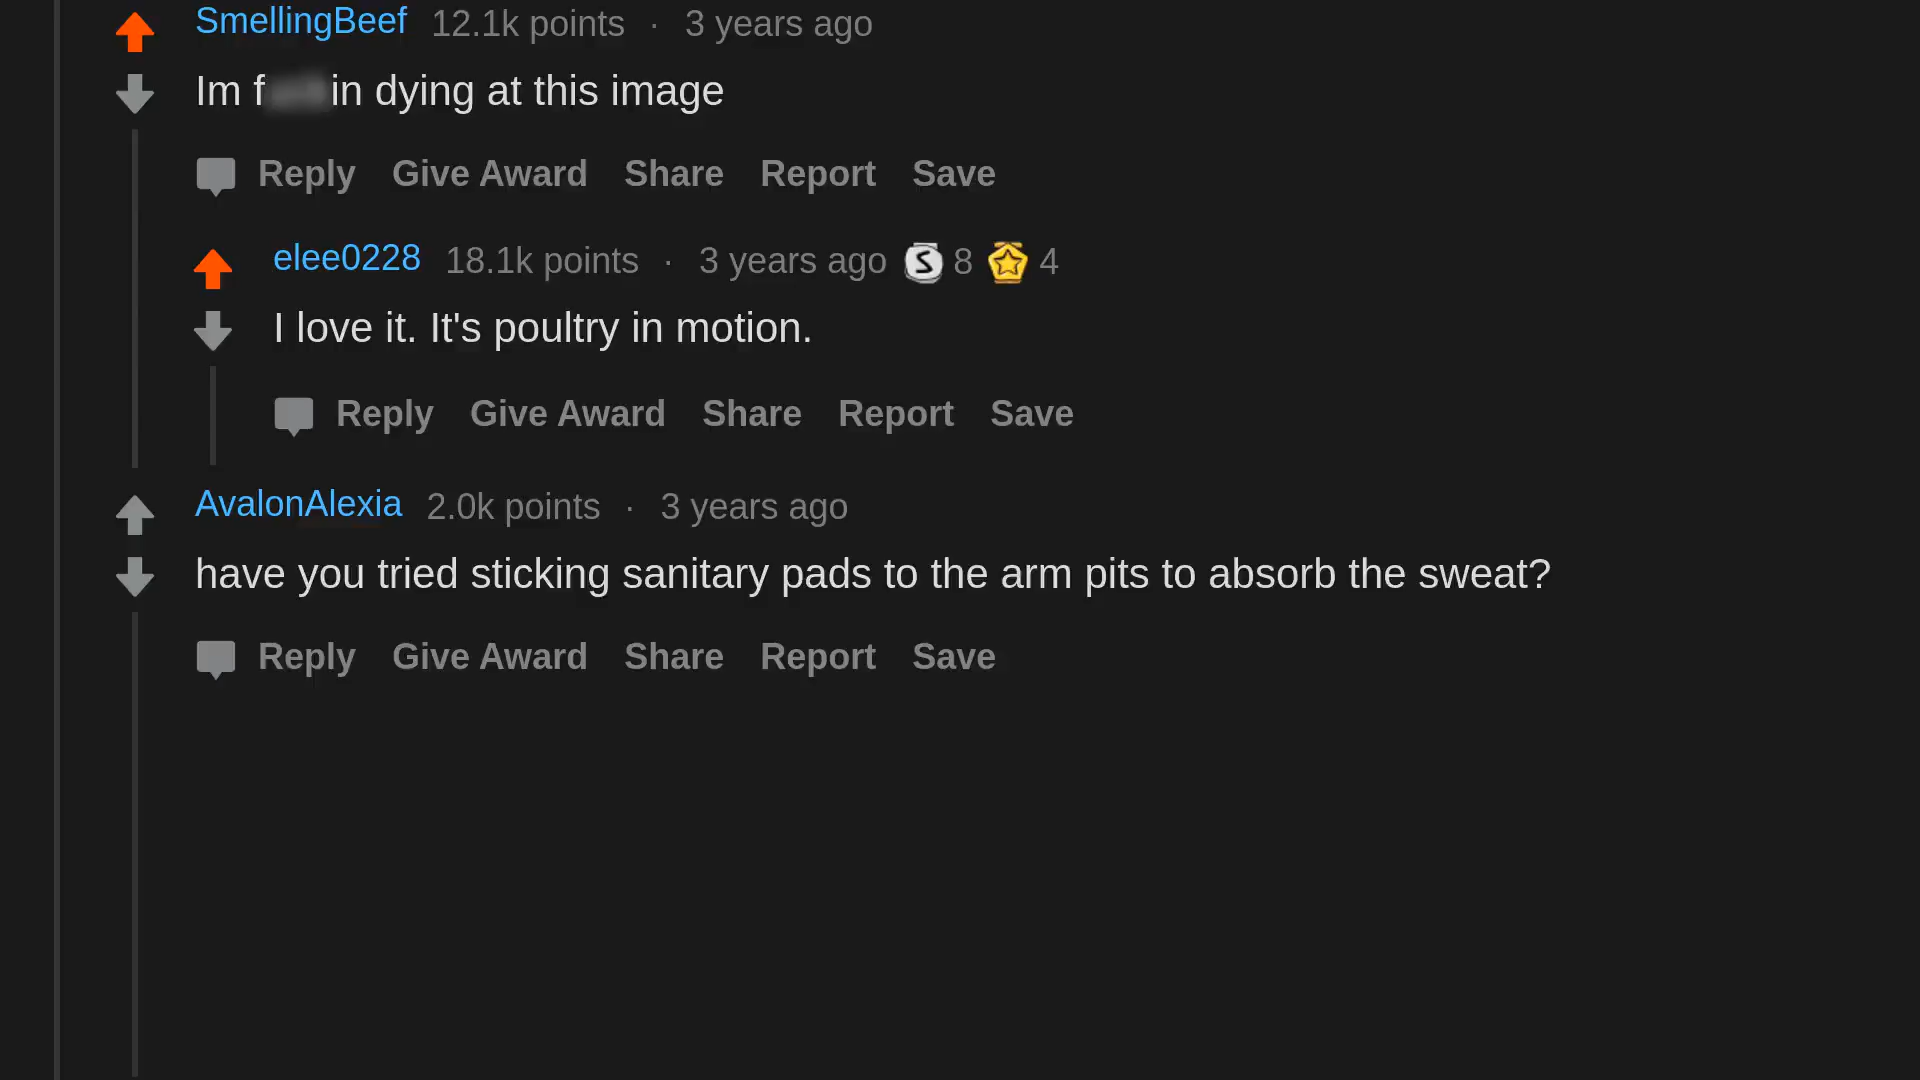 SmellingBeef 12.1k points · 3 years ago
Im f in dying at this image
Reply Give Award Share Report Save
elee0228 18.1k points · 3 years ago S 8 4
I love it. It's poultry in motion.
Reply Give Award Share Report Save
AvalonAlexia 2.0k points · 3 years ago
have you tried sticking sanitary pads to the arm pits to absorb the sweat?
Reply Give Award Share Report Save